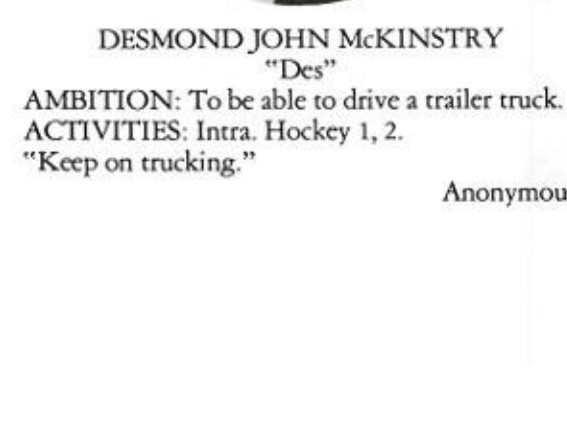 DESMOND JOHN McKINSTRY
“Des”
AMBITION: To be able to drive a trailer truck.
ACTIVITIES: Intra. Hockey 1, 2.
“Keep on trucking.”
Anonymou